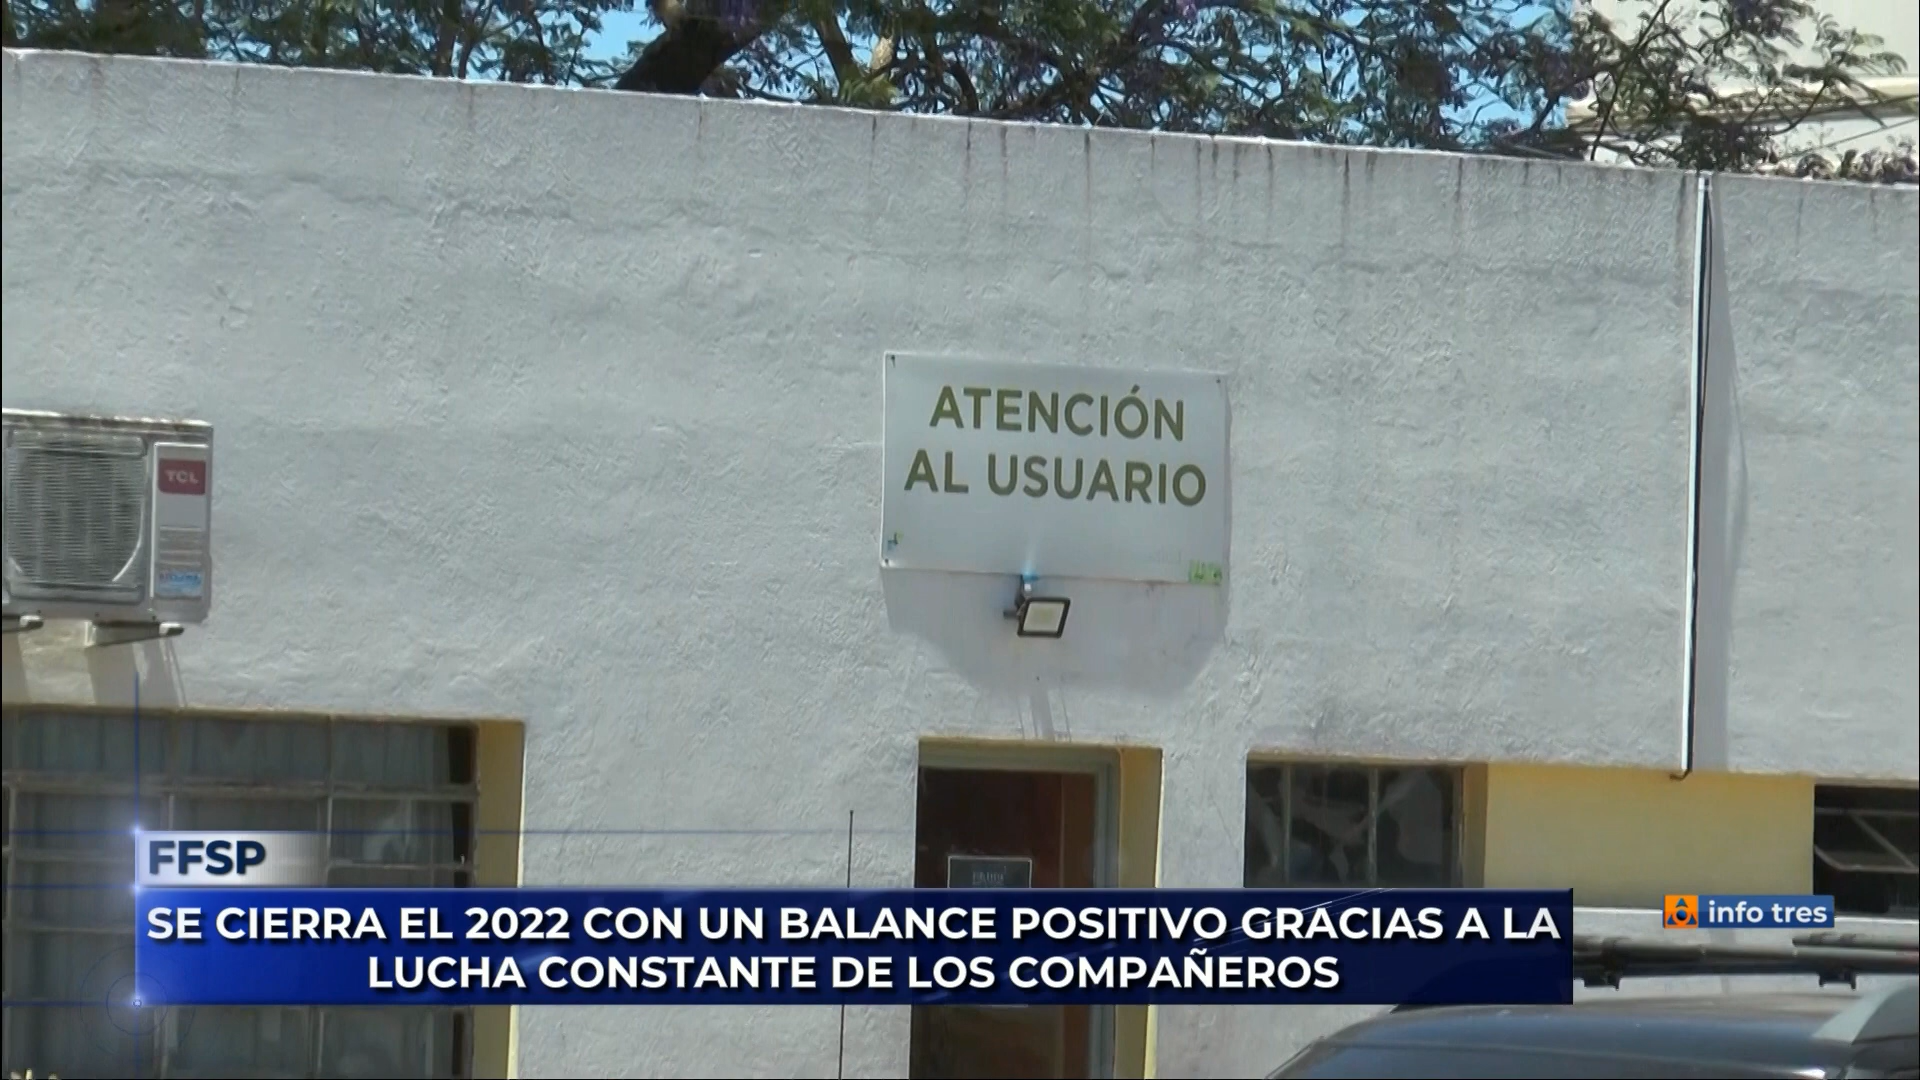 ATENCIÓN
AL USUARIO
TCL
FFSP
SE CIERRA EL 2022 CON UN BALANCE POSITIVO GRACIAS A LA
LUCHA CONSTANTE DE LOS COMPAÑEROS
info tres